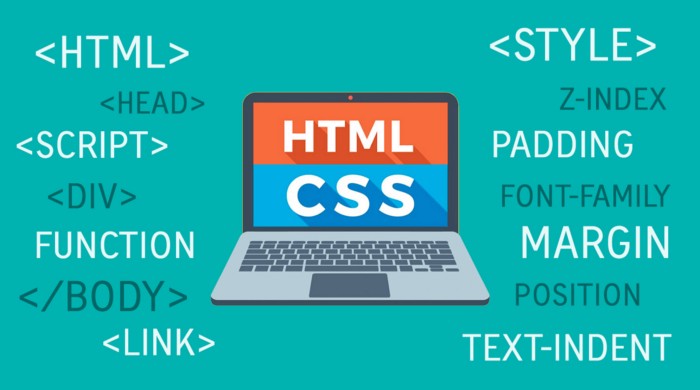 <HTML>
<HEAD>
<SCRIPT>
<DIV>
FUNCTION
</BODY>
<LINK>
HTML
CSS
<STYLE>
Z-INDEX
PADDING
FONT-FAMILY
MARGIN
POSITION
TEXT-INDENT